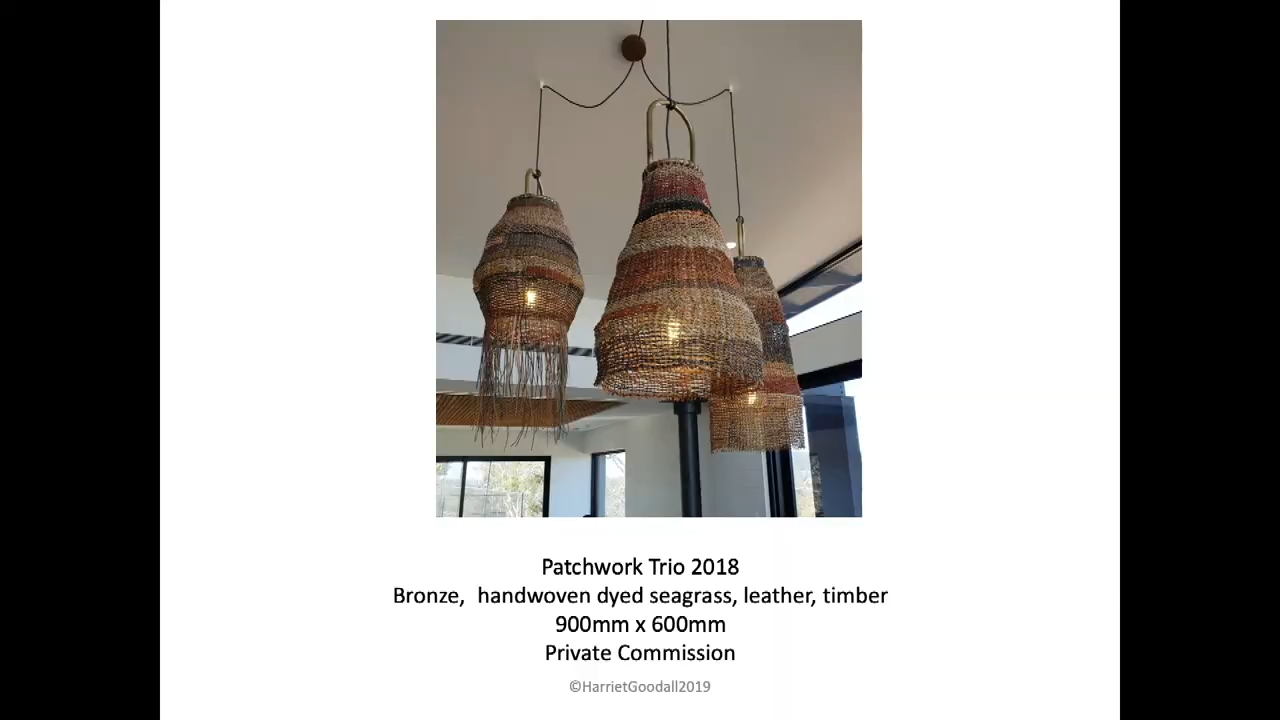 Patchwork Trio 2018
Bronze,  handwoven dyed seagrass, leather, timber
900mm x 600mm
Private Commission
©HarrietGoodall2019